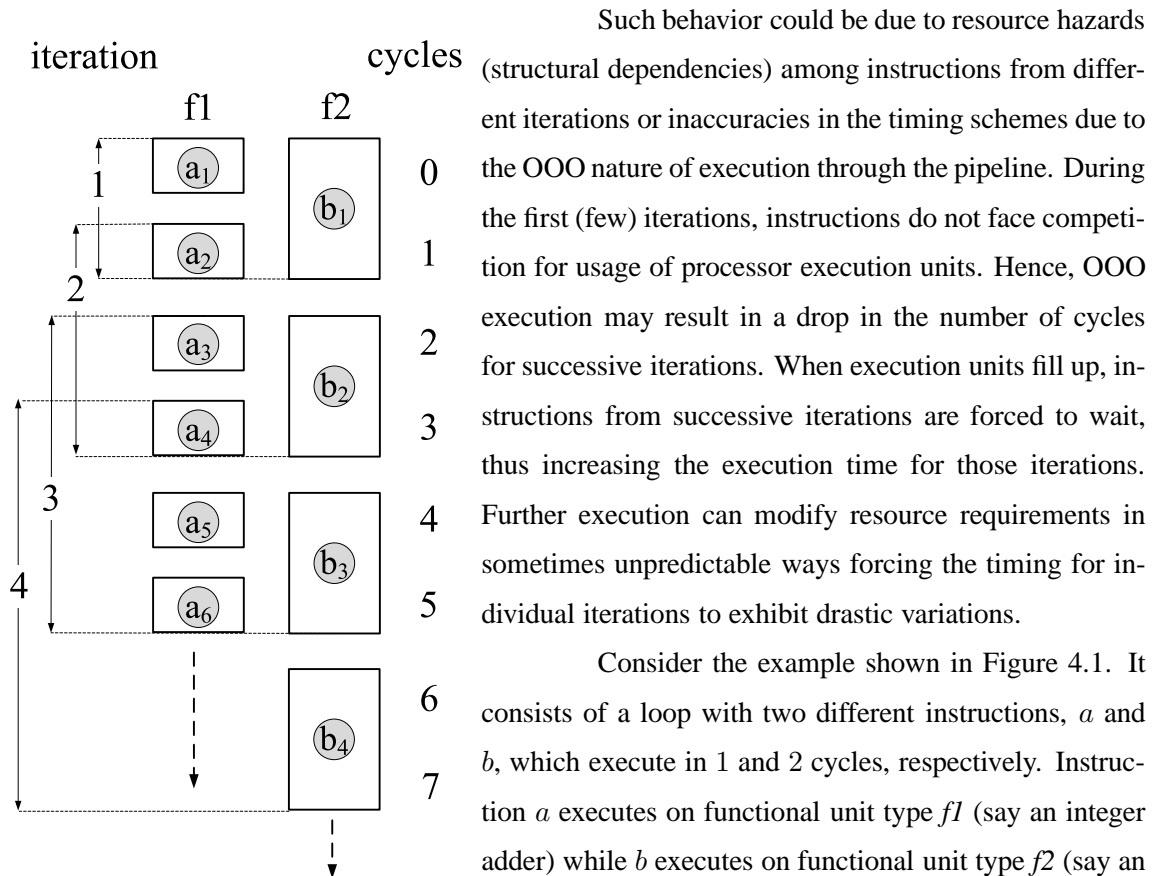 iteration
cycles
f1
f2
a1
b1
0
1
a2
1
2
a3
b2
2
a4
3
3
a5
b3
4
4
a6
5
b4
6
7
Such behavior could be due to resource hazards
(structural dependencies) among instructions from differ-
ent iterations or inaccuracies in the timing schemes due to
the OOO nature of execution through the pipeline. During
the first (few) iterations, instructions do not face competi-
tion for usage of processor execution units. Hence, OOO
execution may result in a drop in the number of cycles
for successive iterations. When execution units fill up, in-
structions from successive iterations are forced to wait,
thus increasing the execution time for those iterations.
Further execution can modify resource requirements in
sometimes unpredictable ways forcing the timing for in-
dividual iterations to exhibit drastic variations.
Consider the example shown in Figure 4.1. It
consists of a loop with two different instructions, a and
b, which execute in 1 and 2 cycles, respectively. Instruc-
tion a executes on functional unit type f1 (say an integer
adder) while b executes on functional unit type f2 (say an